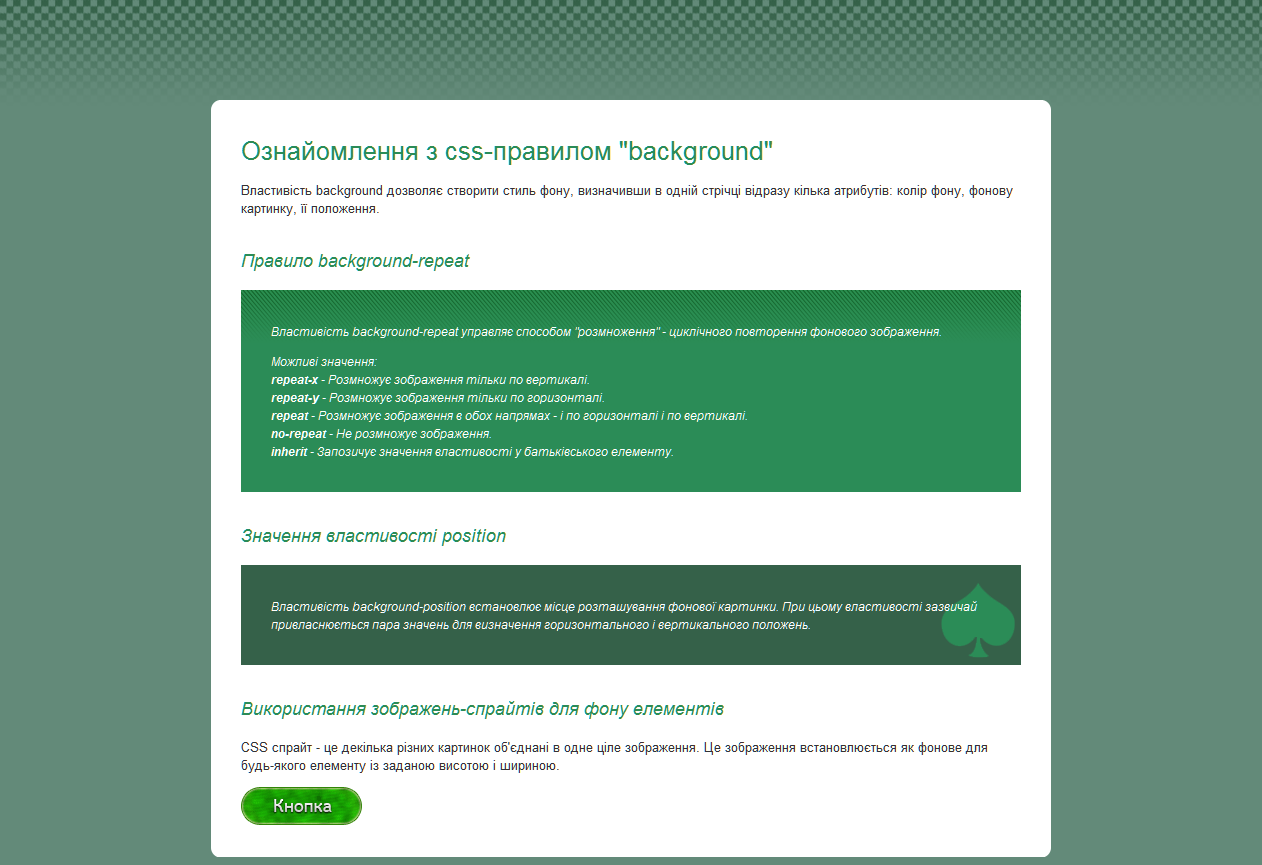 Ознайомлення з css-правилом "background"
Властивість background дозволяє створити стиль фону, визначивши в одній стрічці відразу кілька атрибутів: колір фону, фонову
картинку, її положення.
Правило background-repeat
Властивість background-repeat управляє способом "розмноження" - циклічного повторення фонового зображення.
Можливі значення:
repeat-x - Розмножує зображення тільки по вертикалі.
repeat-y - Розмножує зображення тільки по горизонталі.
repeat - Розмножує зображення в обох напрямах - і по горизонталі і по вертикалі.
no-repeat - Не розмножує зображення.
inherit - Запозичує значення властивості у батьківського елементу.
Значення властивості position
Властивість background-position встановлює місце розташування фонової картинки. При цьому властивості зазвичай
привласнюється пара значень для визначення горизонтального і вертикального положень.
Використання зображень-спрайтів для фону елементів
CSS спрайт - це декілька різних картинок об'єднані в одне ціле зображення. Це зображення встановлюється як фонове для
будь-якого елементу із заданою висотою і шириною.
Кнопка